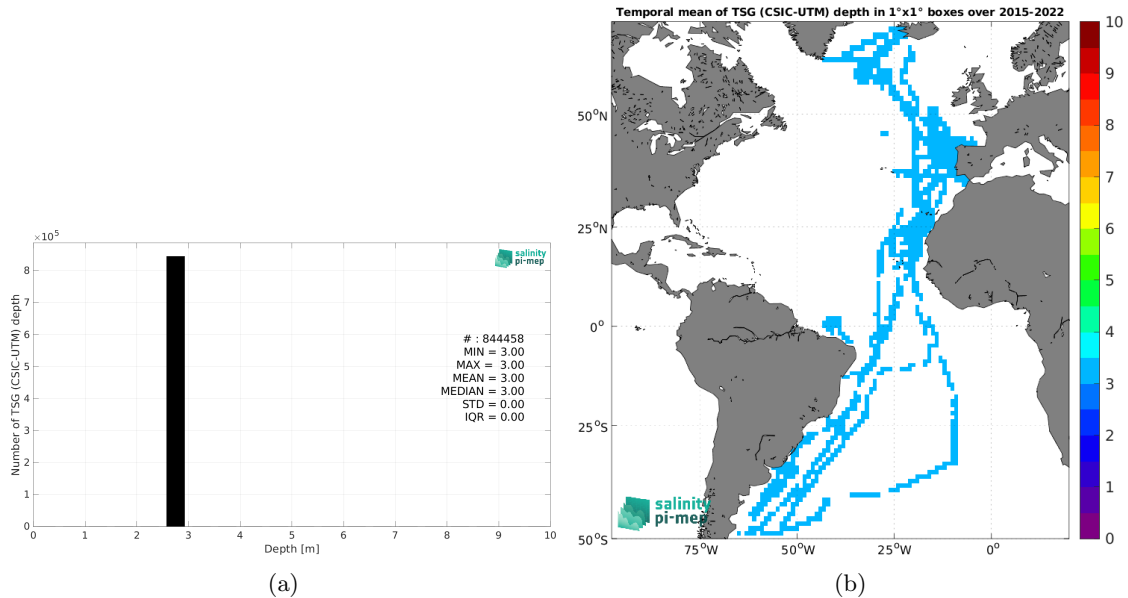 ×10⁵
8
7
6
5
4
3
2
1
0
Number of TSG (CSIC-UTM) depth
salinity
pi-mep
# : 844458
MIN = 3.00
MAX = 3.00
MEAN = 3.00
MEDIAN = 3.00
STD = 0.00
IQR = 0.00
0 1 2 3 4 5 6 7 8 9 10
Depth [m]
(a)
Temporal mean of TSG (CSIC-UTM) depth in 1°x1° boxes over 2015-2022
50°N
25°N
0°
25°S
50°S
salinity
pi-mep
75°W 50°W 25°W 0°
10
9
8
7
6
5
4
3
2
1
0
(b)